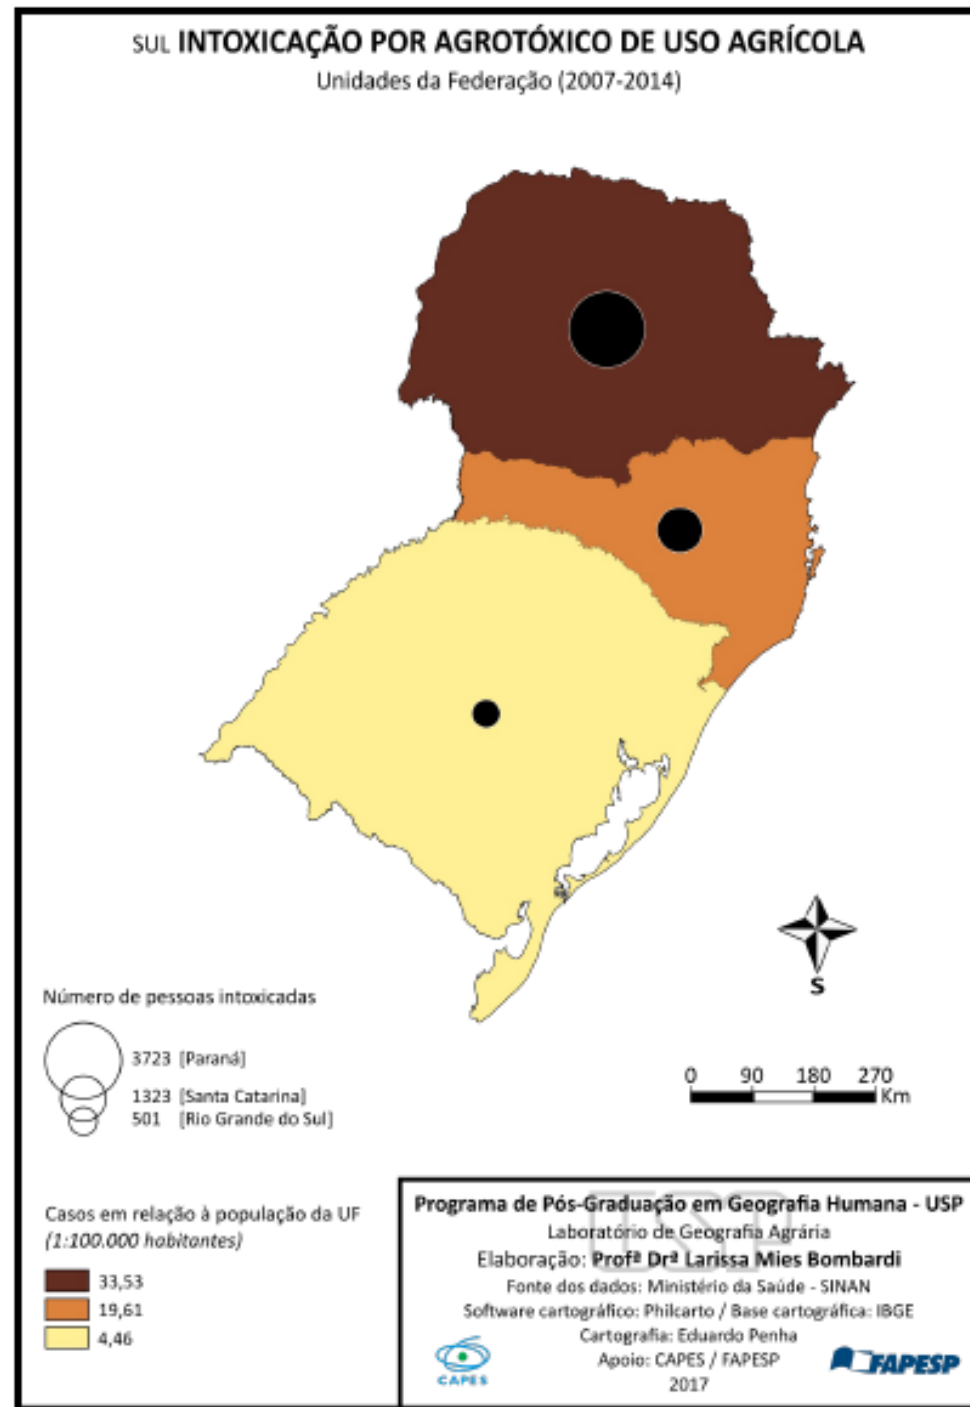 SUL INTOXICAÇÃO POR AGROTÓXICO DE USO AGRÍCOLA
Unidades da Federação (2007-2014)
S
Número de pessoas intoxicadas
3723 [Paraná]
1323 [Santa Catarina]
501 [Rio Grande do Sul]
0 90 180 270
Km
Casos em relação à população da UF
(1:100.000 habitantes)
33,53
19,61
4,46
USP
Programa de Pós-Graduação em Geografia Humana - USP
Laboratório de Geografia Agrária
Elaboração: Profª Drª Larissa Mies Bombardi
Fonte dos dados: Ministério da Saúde - SINAN
Software cartográfico: Philcarto / Base cartográfica: IBGE
Cartografia: Eduardo Penha
Apoio: CAPES / FAPESP
2017
CAPES
FAPESP